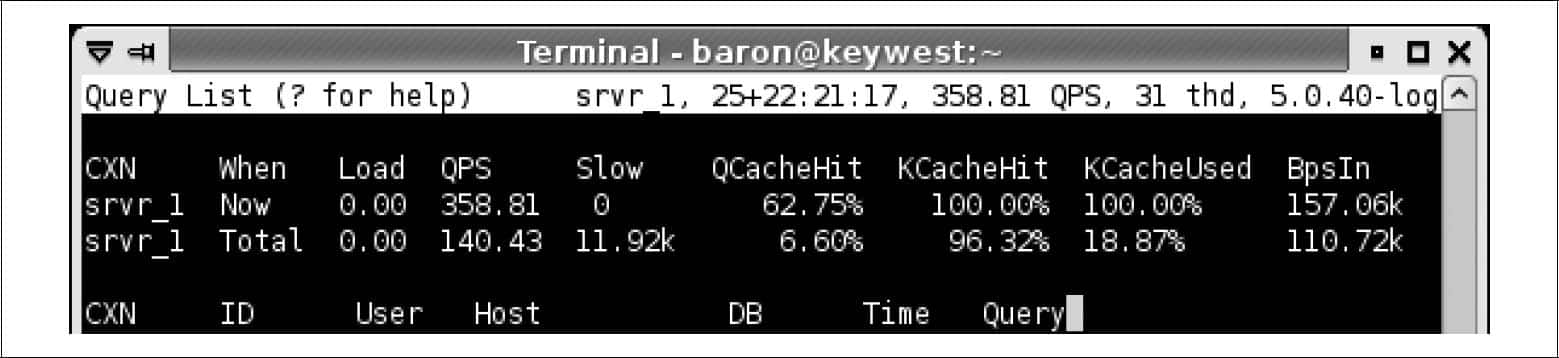 Terminal - baron@keywest:~
Query List (? for help) srvr_1, 25+22:21:17, 358.81 QPS, 31 thd, 5.0.40-log
CXN When Load QPS Slow QCacheHit KCacheHit KCacheUsed BpsIn
srvr_1 Now 0.00 358.81 0 62.75% 100.00% 100.00% 157.06k
srvr_1 Total 0.00 140.43 11.92k 6.60% 96.32% 18.87% 110.72k
CXN ID User Host DB Time Query